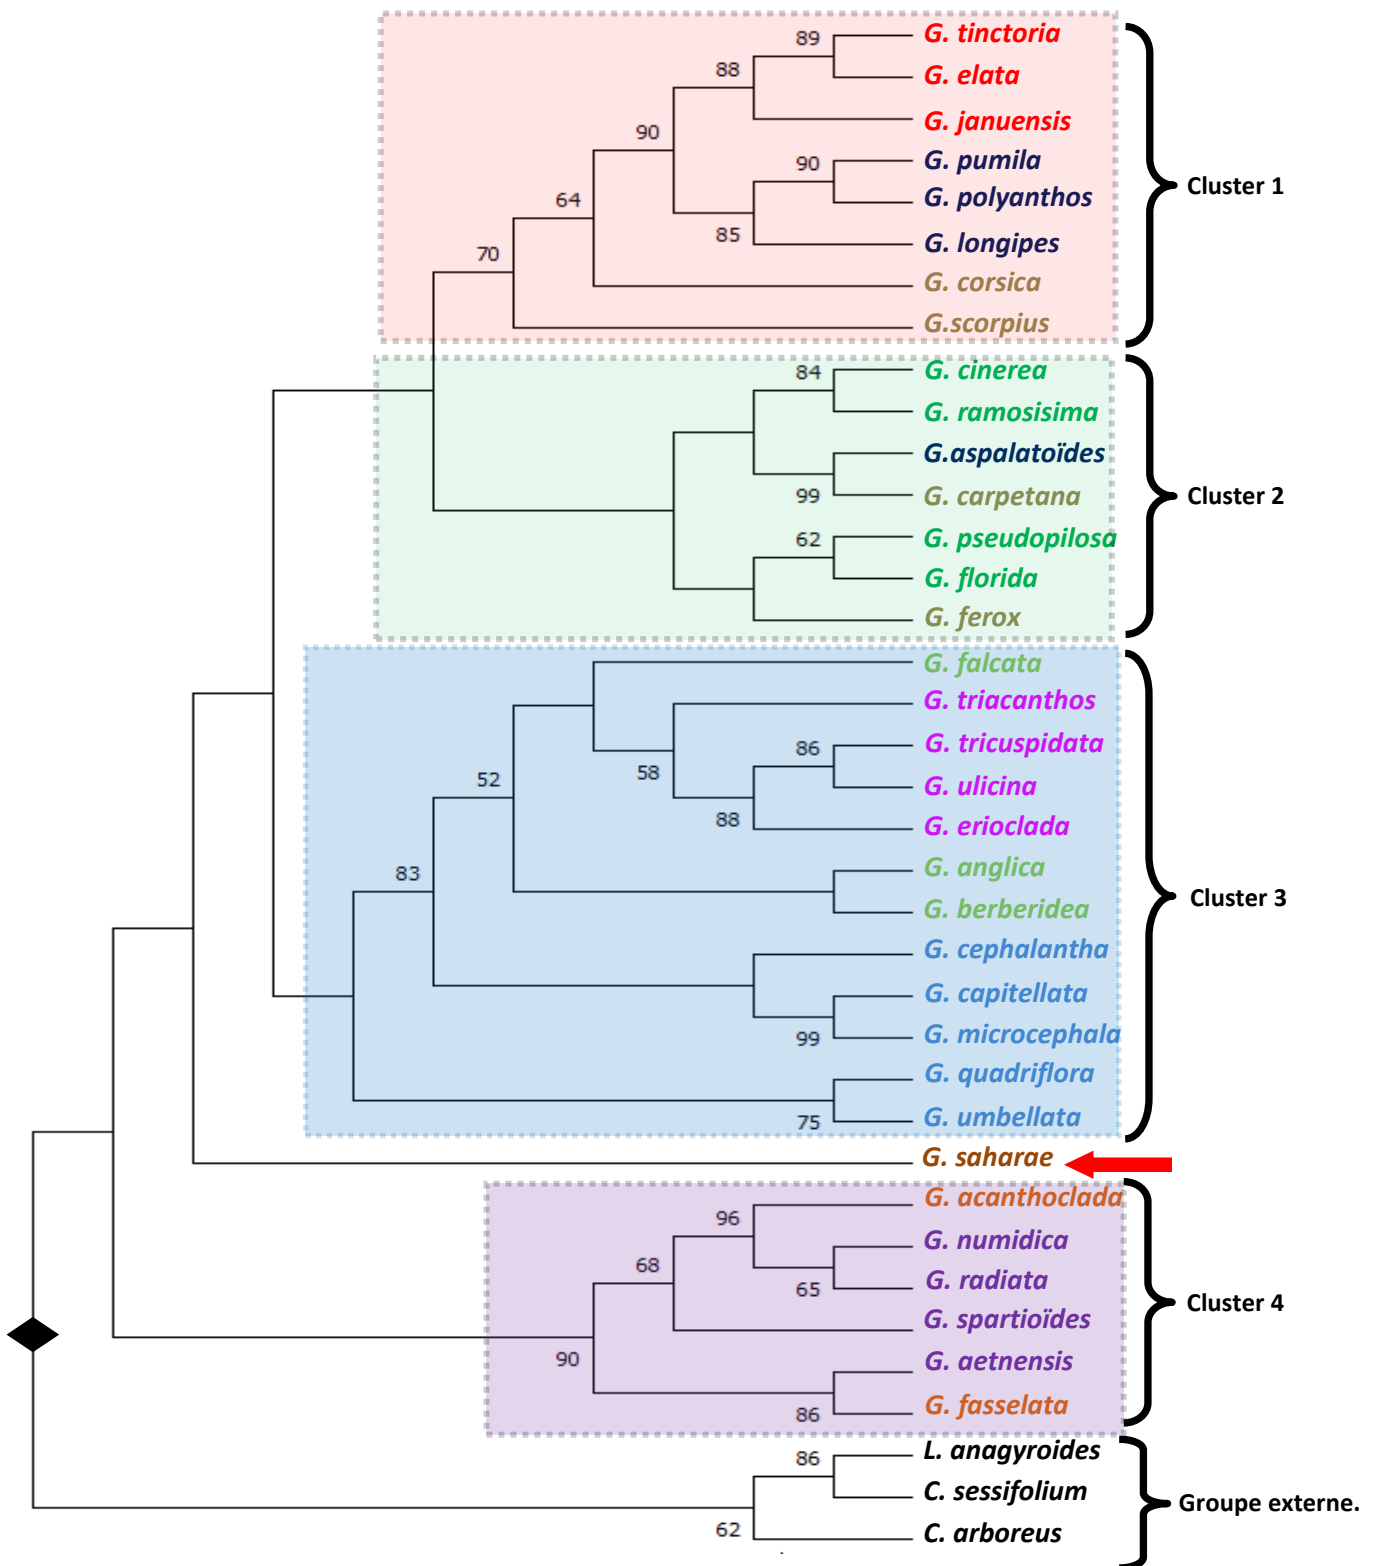 89
G. tinctoria
88
G. elata
G. januensis
90
90
G. pumila
G. polyanthos
Cluster 1
64
85
G. longipes
70
G. corsica
G.scorpius
84
G. cinerea
G. ramosisima
G.aspalatoïdes
99
G. carpetana
Cluster 2
62
G. pseudopilosa
G. florida
G. ferox
G. falcata
G. triacanthos
86
G. tricuspidata
58
52
G. ulicina
88
G. erioclada
83
G. anglica
Cluster 3
G. berberidea
G. cephalantha
G. capitellata
99
G. microcephala
G. quadriflora
75
G. umbellata
G. saharae
G. acanthoclada
96
G. numidica
68
65
G. radiata
Cluster 4
G. spartioïdes
90
G. aetnensis
86
G. fasselata
86
L. anagyroides
C. sessifolium
Groupe externe.
62
C. arboreus